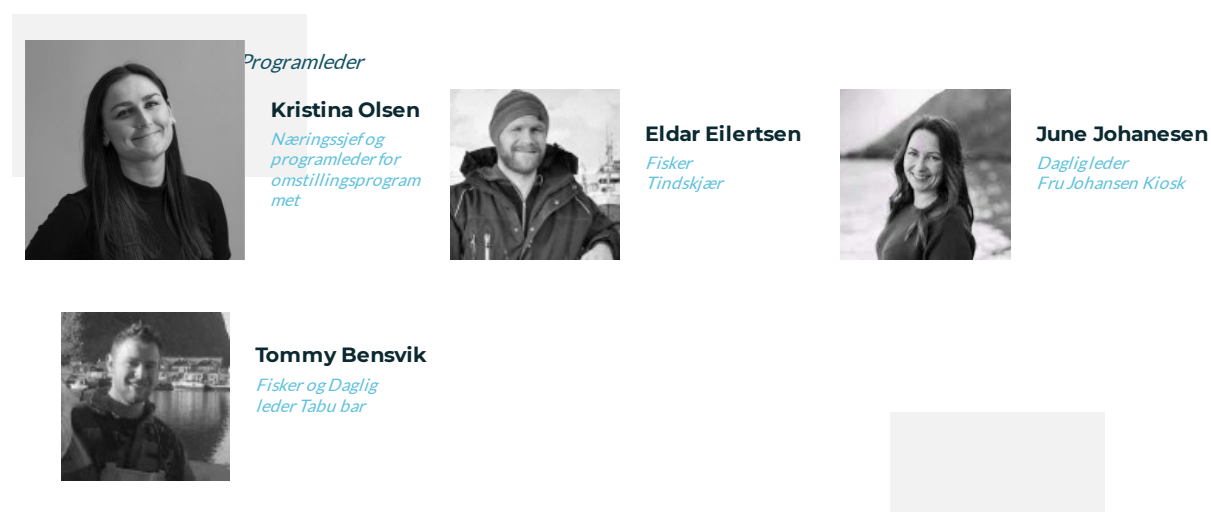 Programleder
Kristina Olsen
Næringssjef og
programleder for
omstillingsprogram
met
Eldar Eilertsen
Fisker
Tindskjær
June Johanesen
Daglig leder
Fru Johansen Kiosk
Tommy Bensvik
Fisker og Daglig
leder Tabu bar